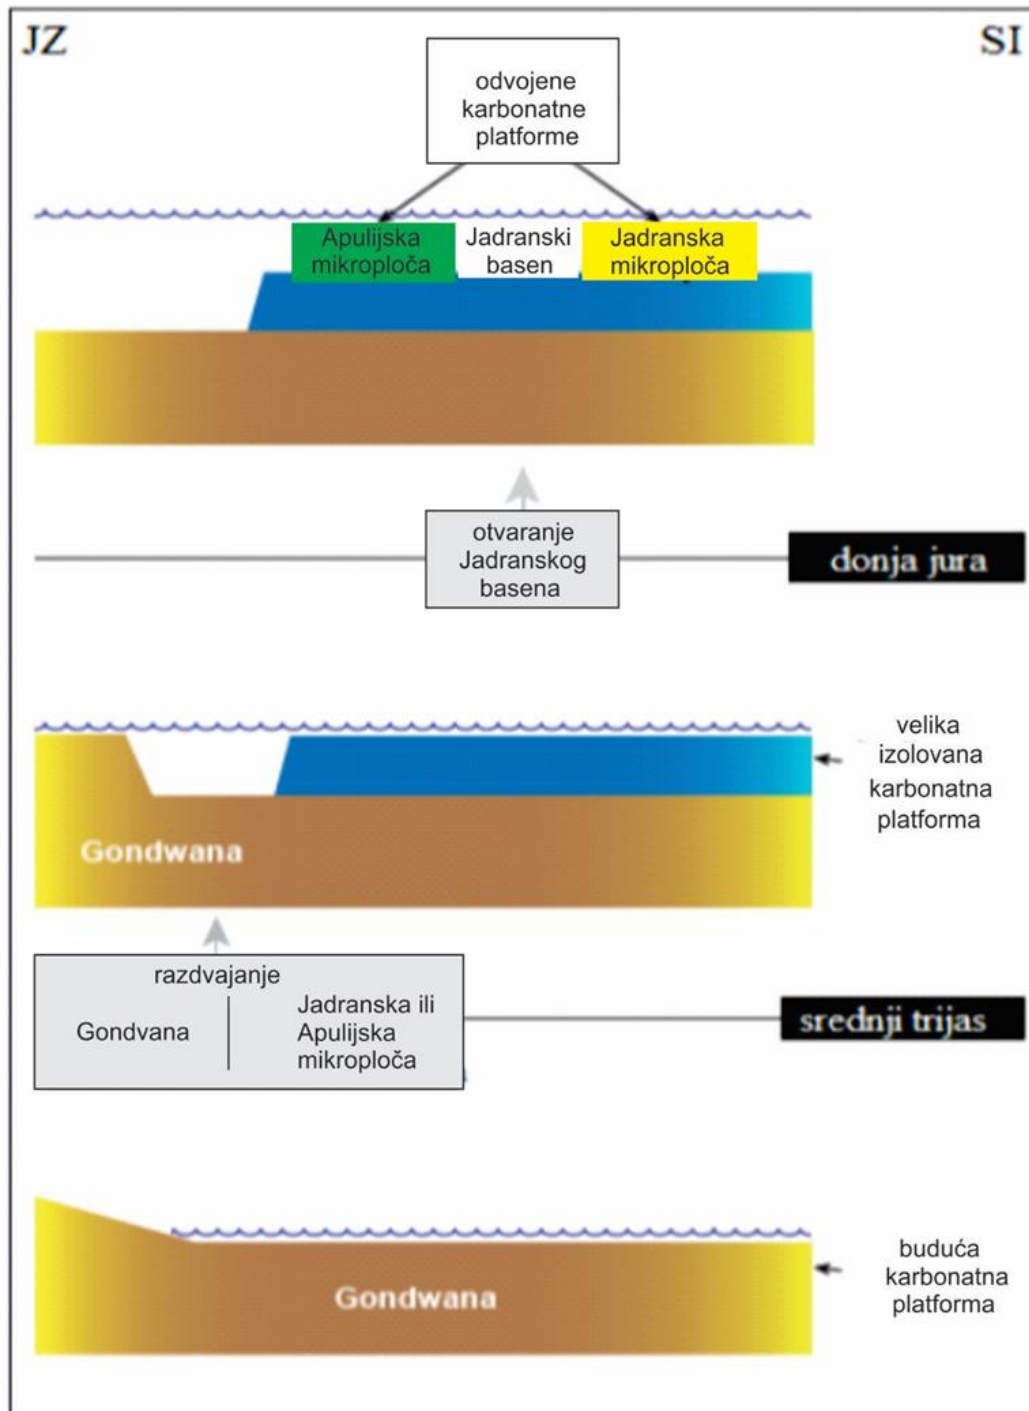 JZ
SI
odvojene
karbonatne
platforme
Apulijska
mikroploča
Jadranski
basen
Jadranska
mikroploča
otvaranje
Jadranskog
basena
donja jura
velika
izolovana
karbonatna
platforma
Gondwana
razdvajanje
Gondvana
Jadranska ili
Apulijska
mikroploča
srednji trijas
buduća
karbonatna
platforma
Gondwana